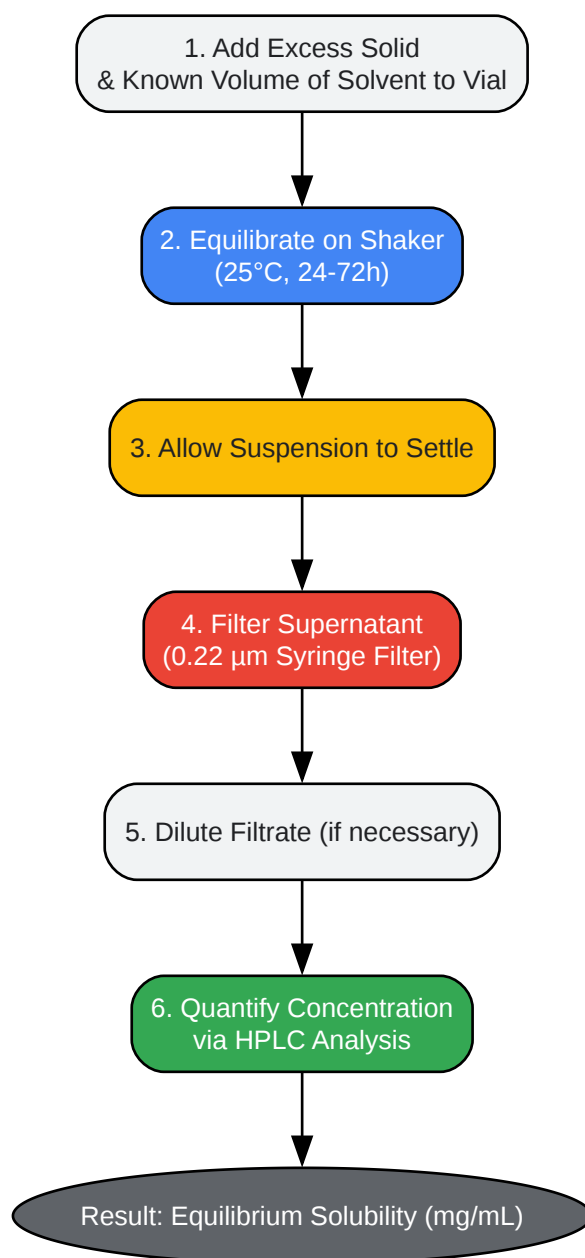 1. Add Excess Solid
& Known Volume of Solvent to Vial
2. Equilibrate on Shaker
(25°C, 24-72h)
3. Allow Suspension to Settle
4. Filter Supernatant
(0.22 µm Syringe Filter)
5. Dilute Filtrate (if necessary)
6. Quantify Concentration
via HPLC Analysis
Result: Equilibrium Solubility (mg/mL)